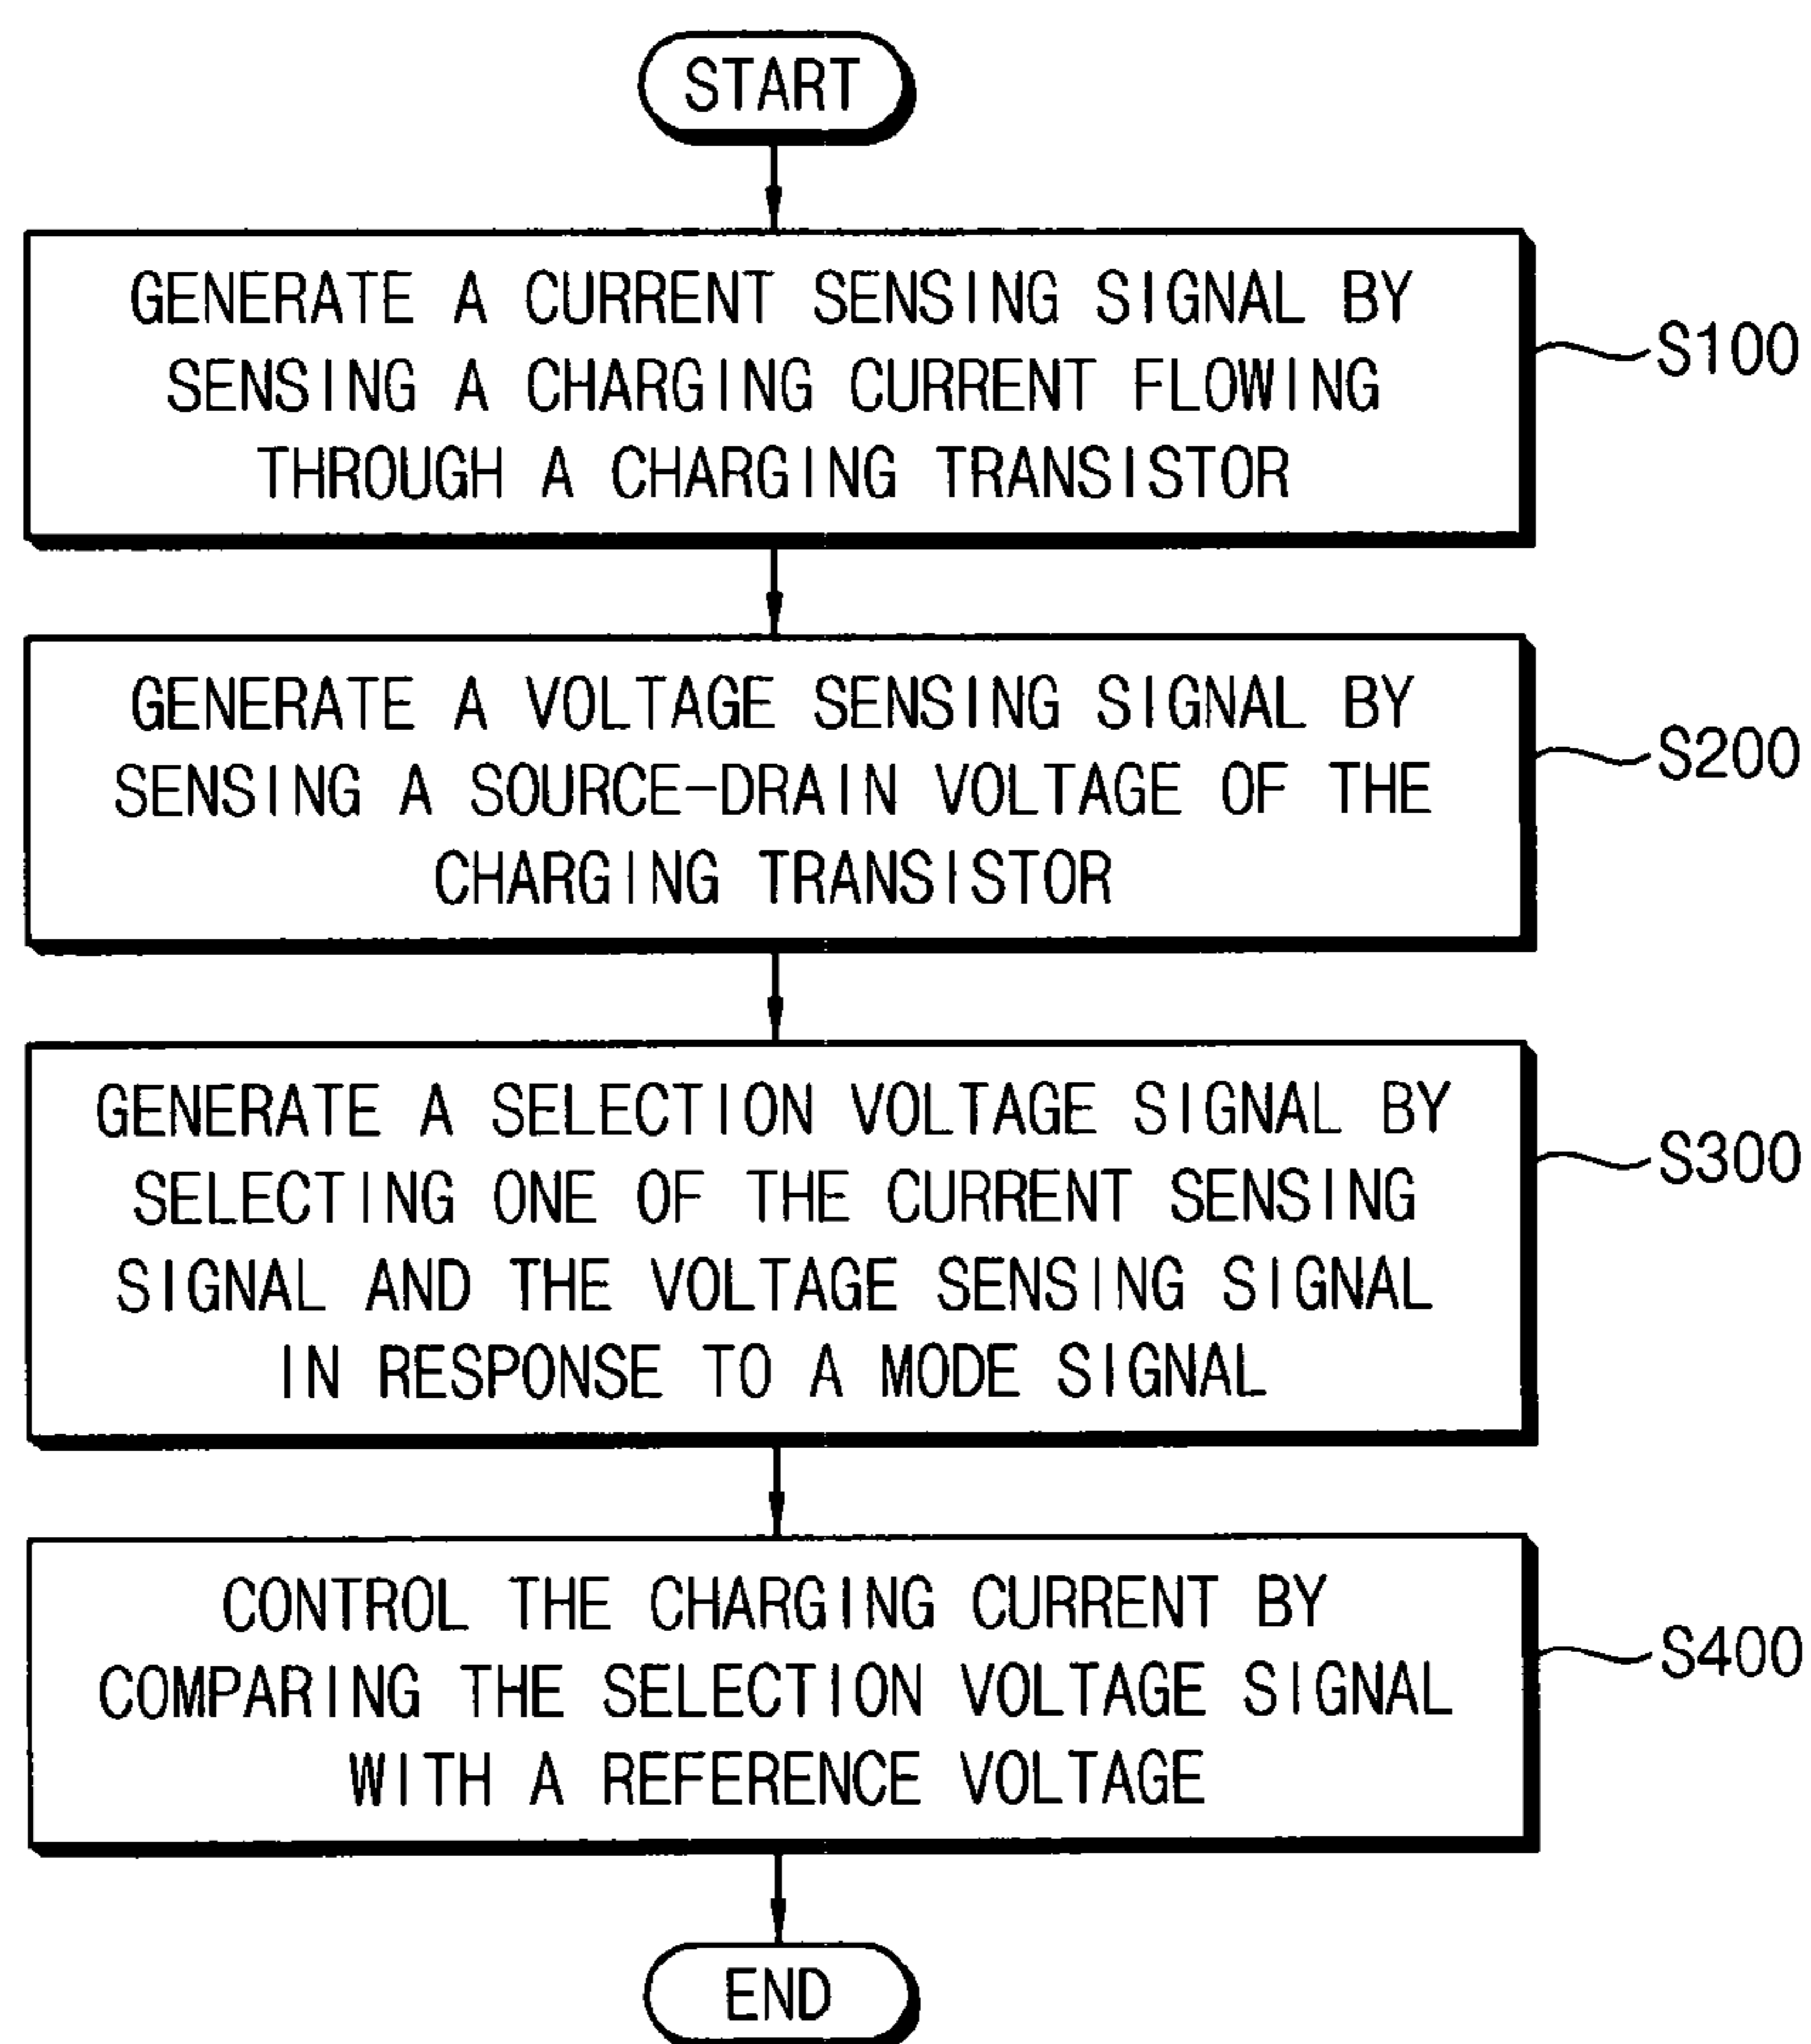 START
GENERATE A CURRENT SENSING SIGNAL BY
SENSING A CHARGING CURRENT FLOWING
THROUGH A CHARGING TRANSISTOR
S100
GENERATE A VOLTAGE SENSING SIGNAL BY
SENSING A SOURCE-DRAIN VOLTAGE OF THE
CHARGING TRANSISTOR
S200
GENERATE A SELECTION VOLTAGE SIGNAL BY
SELECTING ONE OF THE CURRENT SENSING
SIGNAL AND THE VOLTAGE SENSING SIGNAL
IN RESPONSE TO A MODE SIGNAL
S300
CONTROL THE CHARGING CURRENT BY
COMPARING THE SELECTION VOLTAGE SIGNAL
WITH A REFERENCE VOLTAGE
S400
END